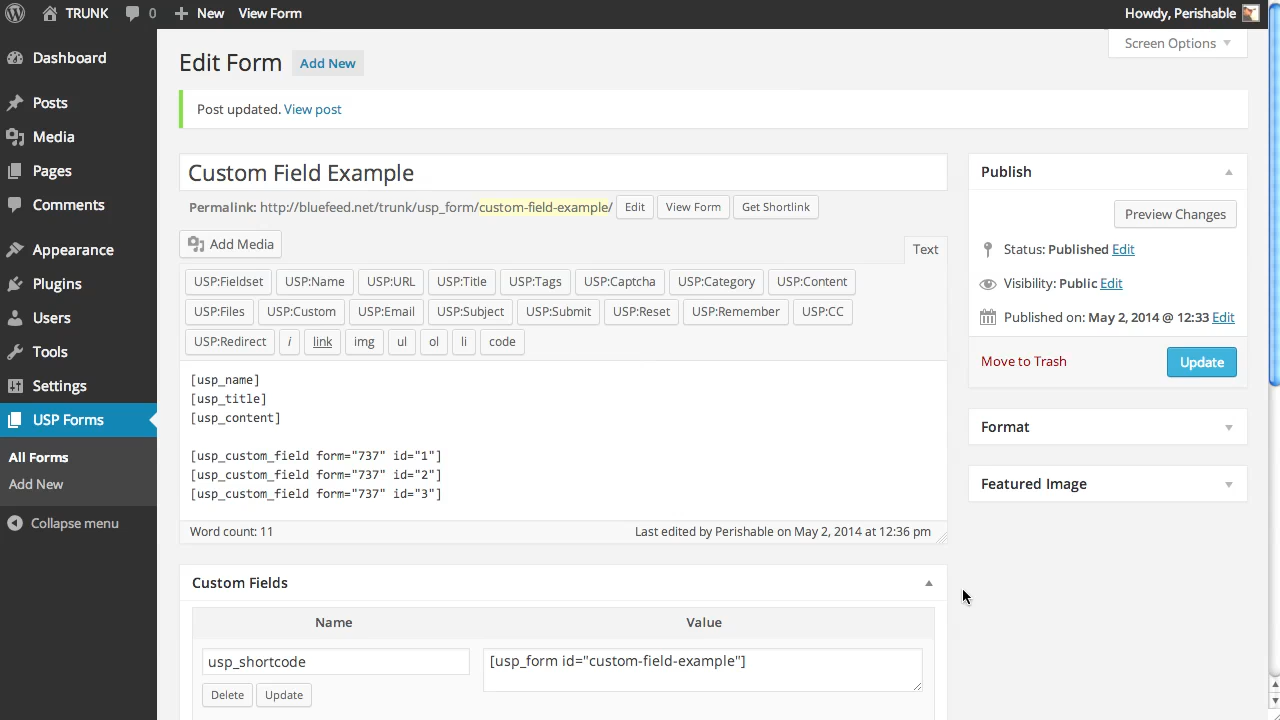 TRUNK 0 New View Form Howdy, Perishable
Screen Options
Dashboard
Posts
Media
Pages
Comments
Appearance
Plugins
Users
Tools
Settings
USP Forms
All Forms
Add New
Collapse menu
Edit Form Add New
Post updated. View post
Custom Field Example
Permalink: http://bluefeed.net/trunk/usp_form/custom-field-example/ Edit View Form Get Shortlink
Add Media
Text
USP:Fieldset USP:Name USP:URL USP:Title USP:Tags USP:Captcha USP:Category USP:Content
USP:Files USP:Custom USP:Email USP:Subject USP:Submit USP:Reset USP:Remember USP:CC
USP:Redirect i link img ul ol li code
[usp_name]
[usp_title]
[usp_content]
[usp_custom_field form="737" id="1"]
[usp_custom_field form="737" id="2"]
[usp_custom_field form="737" id="3"]
Word count: 11 Last edited by Perishable on May 2, 2014 at 12:36 pm
Custom Fields
Name Value
usp_shortcode [usp_form id="custom-field-example"]
Delete Update
Publish
Preview Changes
Status: Published Edit
Visibility: Public Edit
Published on: May 2, 2014 @ 12:33 Edit
Move to Trash Update
Format
Featured Image